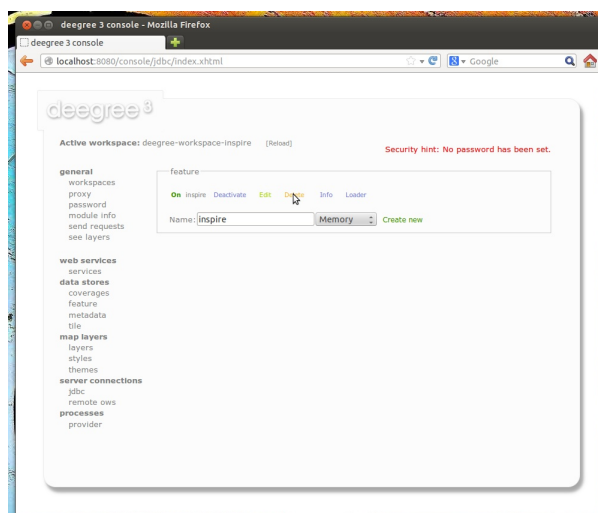 deegree 3 console - Mozilla Firefox
deegree 3 console
localhost:8080/console/jdbc/index.xhtml
Google
deegree 3
Active workspace: deegree-workspace-inspire [Reload]
Security hint: No password has been set.
general
workspaces
proxy
password
module info
send requests
see layers
web services
services
data stores
coverages
feature
metadata
tile
map layers
layers
styles
themes
server connections
jdbc
remote ows
processes
provider
feature
On inspire Deactivate Edit Delete Info Loader
Name: inspire Memory Create new